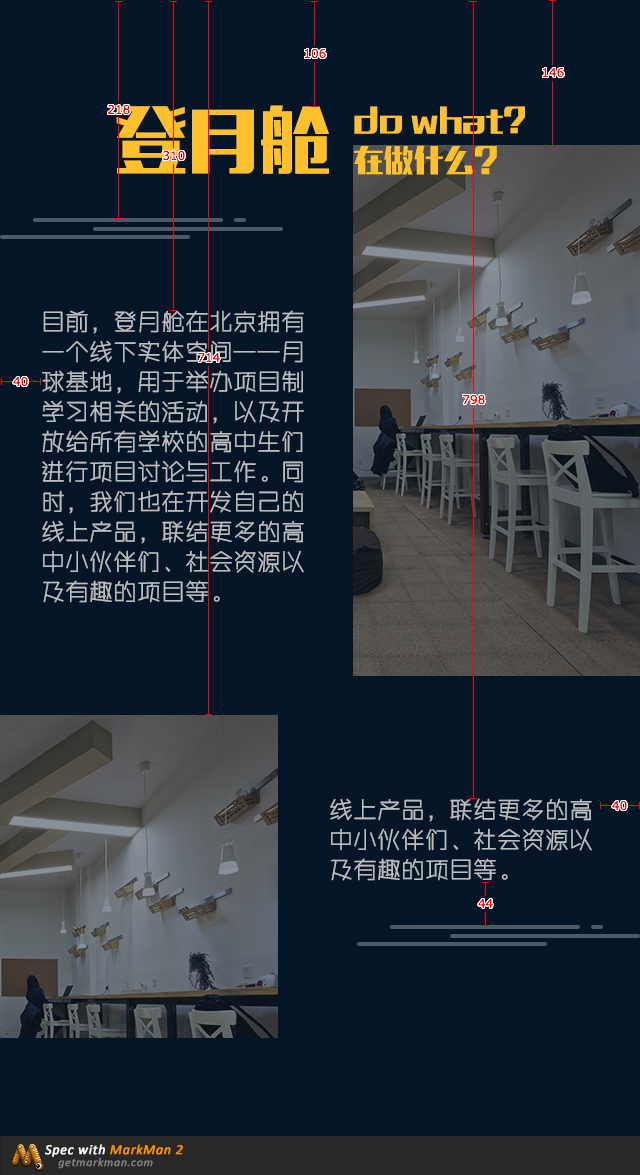 106
146
218
登月舱
do what?
310
在做什么?
目前，登月舱在北京拥有
一个线下实体空间——月
714
球基地，用于举办项目制
40
798
学习相关的活动，以及开
放给所有学校的高中生们
进行项目讨论与工作。同
时，我们也在开发自己的
线上产品，联结更多的高
中小伙伴们、社会资源以
及有趣的项目等。
线上产品，联结更多的高
40
中小伙伴们、社会资源以
及有趣的项目等。
44
Spec with MarkMan 2
getmarkman.com